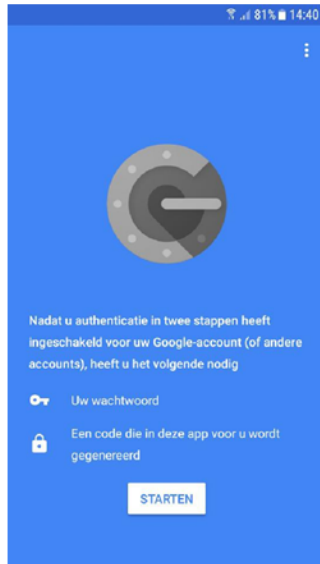 81% 14:40
Nadat u authenticatie in twee stappen heeft
ingeschakeld voor uw Google-account (of andere
accounts), heeft u het volgende nodig
Uw wachtwoord
Een code die in deze app voor u wordt
gegenereerd
STARTEN